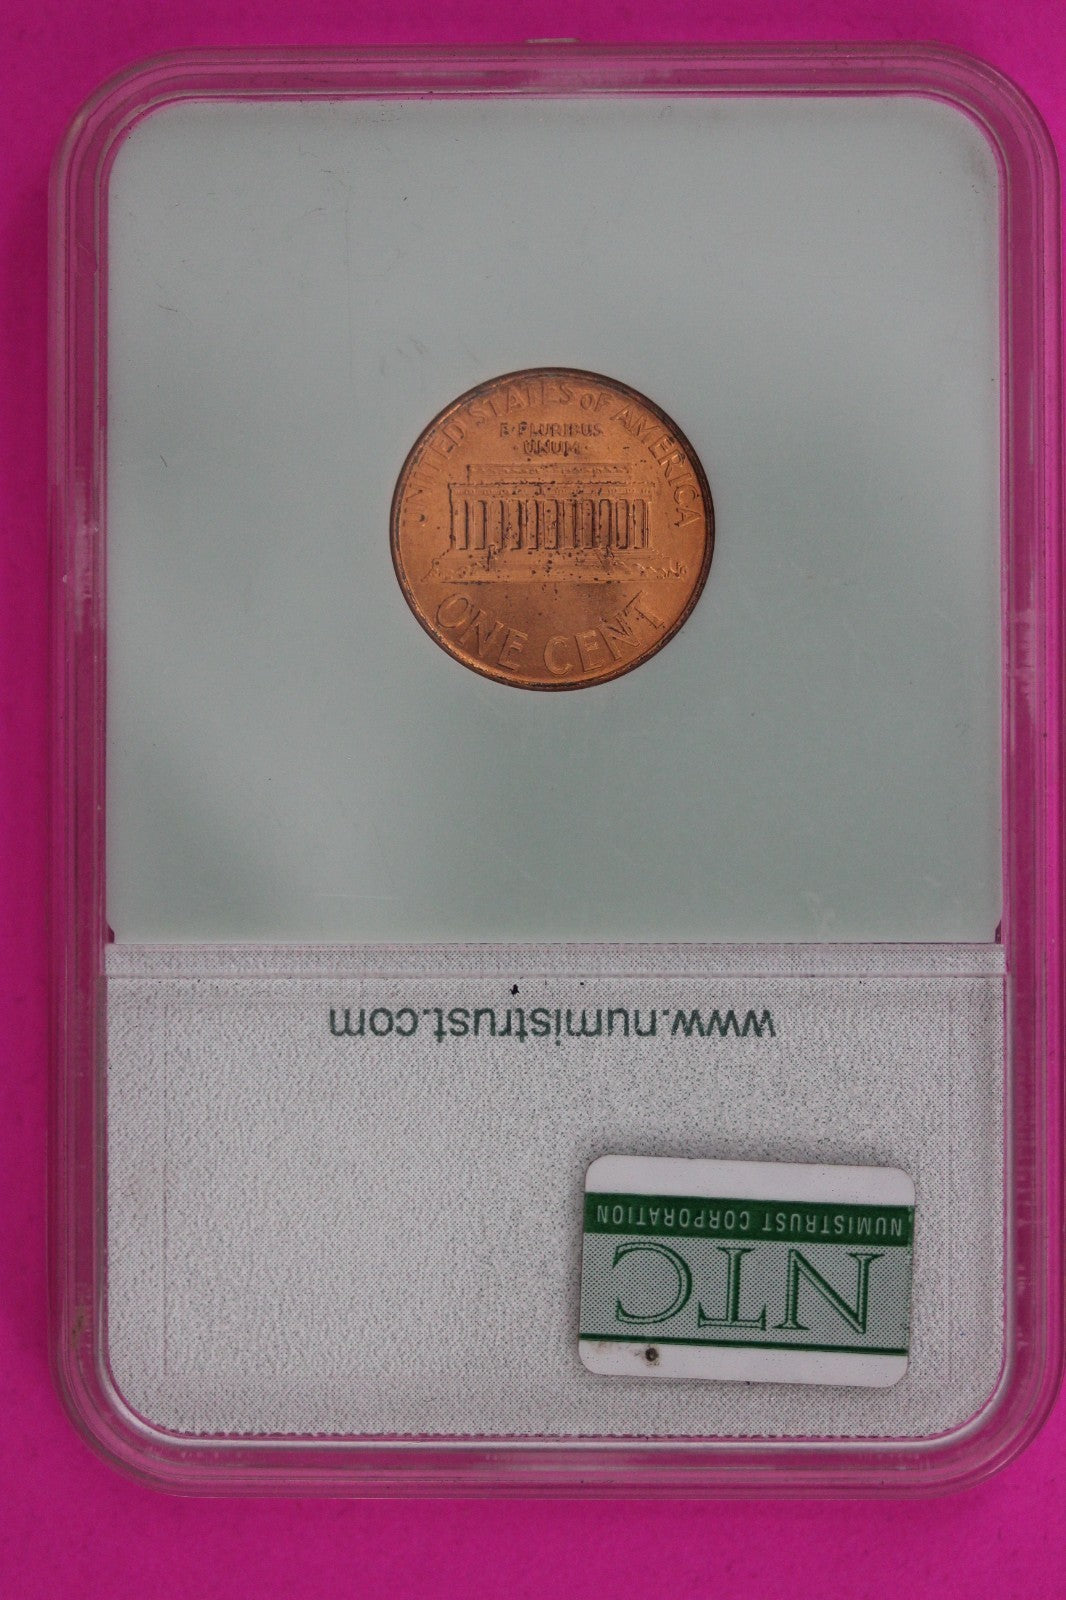 UNITED STATES OF AMERICA
E·PLURIBUS
·UNUM·
ONE CENT
www.numistrust.com
NUMISTRUST CORPORATION
NTC